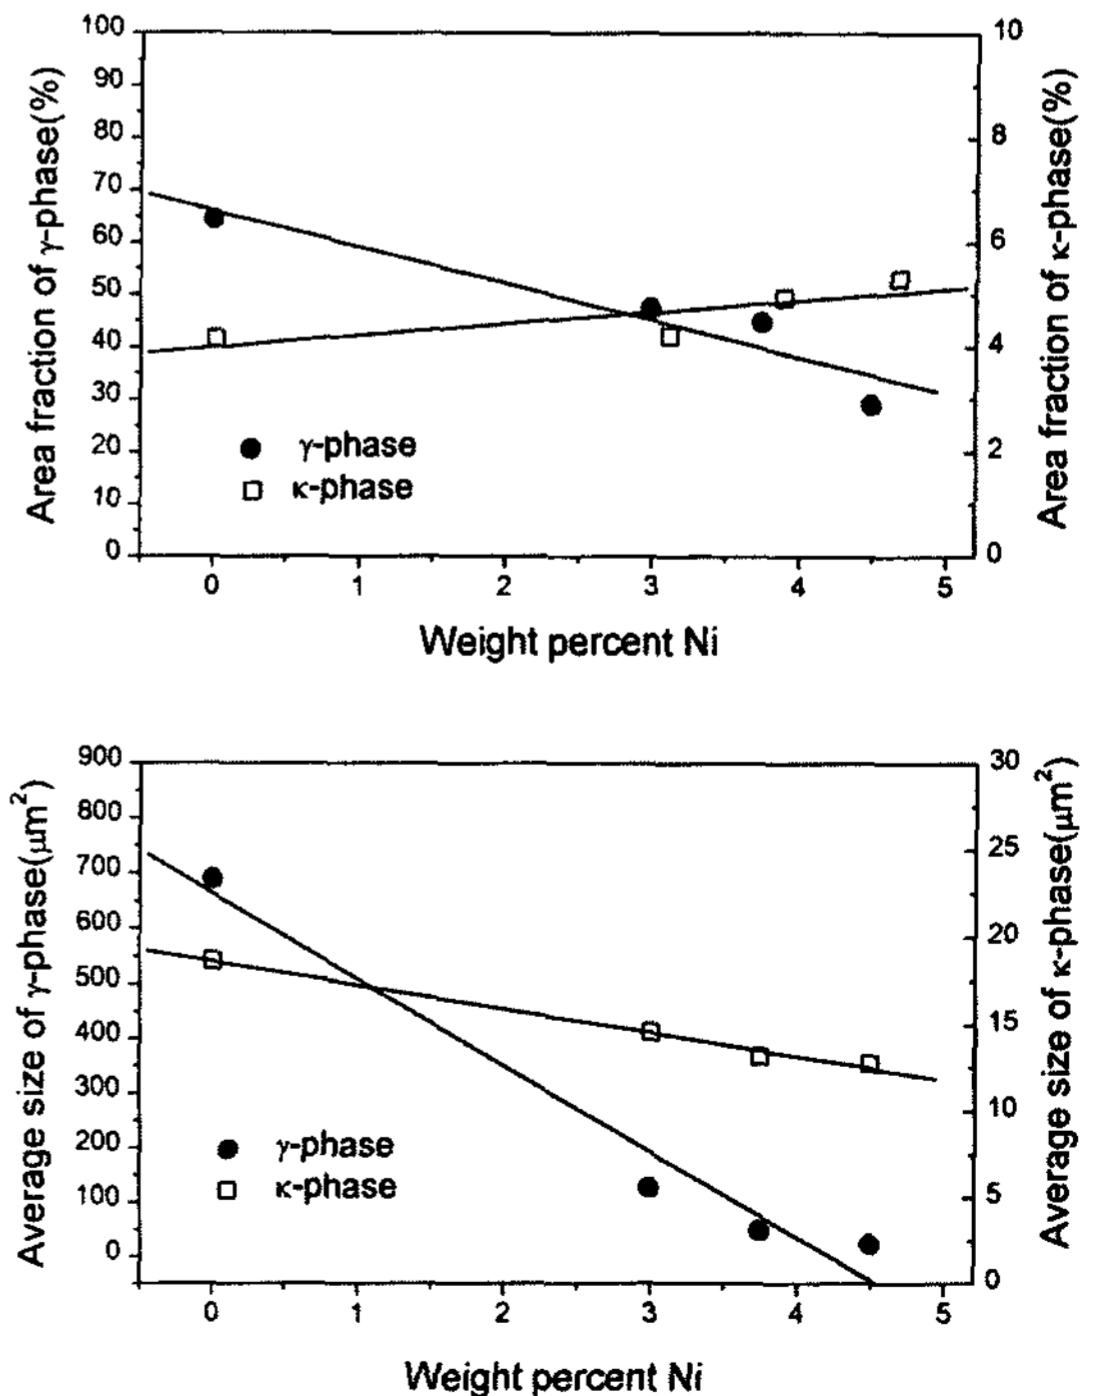 Area fraction of γ-phase(%)
100
90
80
70
60
50
40
30
20
10
0
10
8
6
4
2
0
Area fraction of κ-phase(%)
γ-phase
κ-phase
0 1 2 3 4 5
Weight percent Ni
Average size of γ-phase(μm²)
900
800
700
600
500
400
300
200
100
0
30
25
20
15
10
5
0
Average size of κ-phase(μm²)
γ-phase
κ-phase
0 1 2 3 4 5
Weight percent Ni